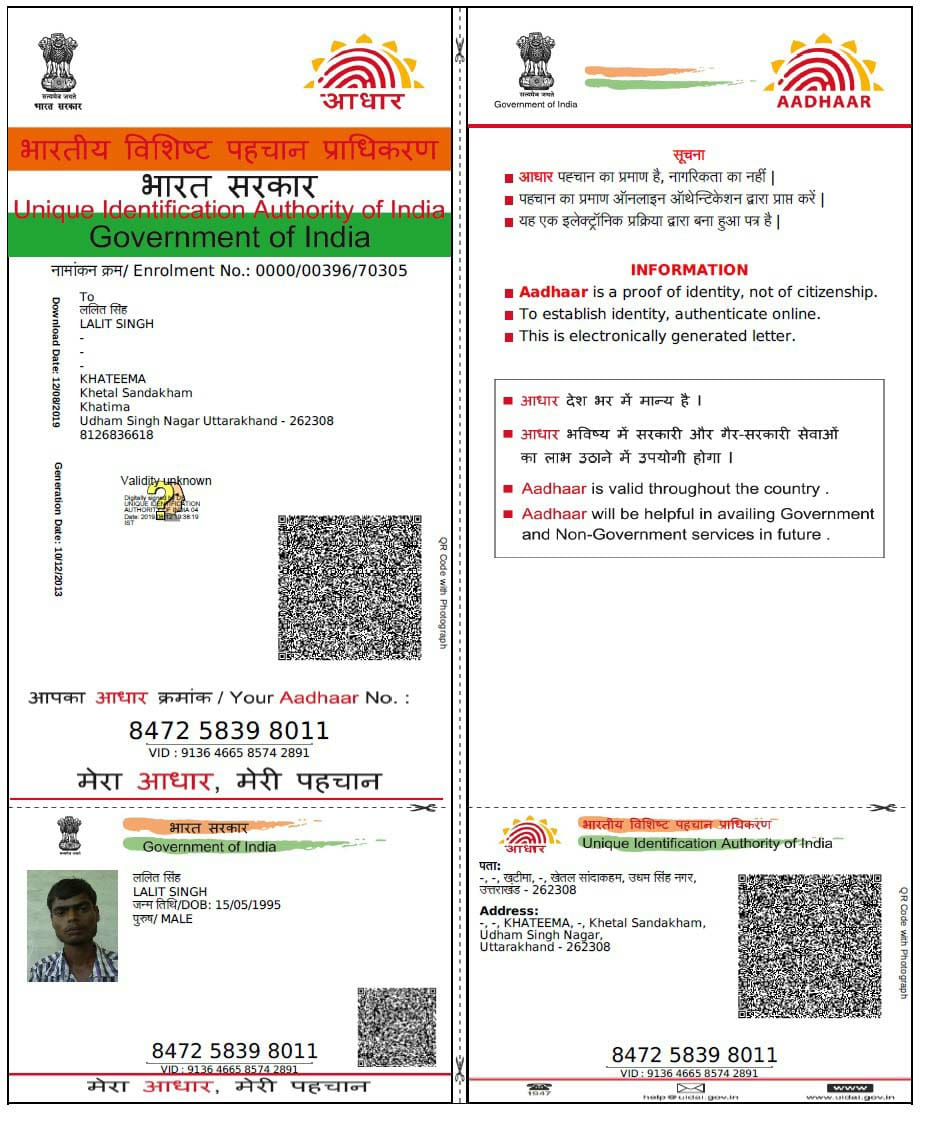 सत्यमेव जयते
भारत सरकार
आधार
भारतीय विशिष्ट पहचान प्राधिकरण
भारत सरकार
Unique Identification Authority of India
Government of India
नामांकन क्रम/ Enrolment No.: 0000/00396/70305
Download Date: 12/08/2019
To
ललित सिंह
LALIT SINGH
-
-
-
KHATEEMA
Khetal Sandakham
Khatima
Udham Singh Nagar Uttarakhand - 262308
8126836618
Generation Date: 10/12/2013
Validity unknown
Digitally signed by
UNIQUE IDENTIFICATION
AUTHORITY OF INDIA 04
IST
QR Code with Photograph
आपका आधार क्रमांक / Your Aadhaar No. :
8472 5839 8011
VID : 9136 4665 8574 2891
मेरा आधार, मेरी पहचान
भारत सरकार
Government of India
ललित सिंह
LALIT SINGH
जन्म तिथि/DOB: 15/05/1995
पुरुष/ MALE
8472 5839 8011
VID : 9136 4665 8574 2891
मेरा आधार, मेरी पहचान
सत्यमेव जयते
Government of India
AADHAAR
सूचना
आधार पहचान का प्रमाण है, नागरिकता का नहीं |
पहचान का प्रमाण ऑनलाइन ऑथेन्टिकेशन द्वारा प्राप्त करें |
यह एक इलेक्ट्रॉनिक प्रक्रिया द्वारा बना हुआ पत्र है |
INFORMATION
Aadhaar is a proof of identity, not of citizenship.
To establish identity, authenticate online.
This is electronically generated letter.
आधार देश भर में मान्य है ।
आधार भविष्य में सरकारी और गैर-सरकारी सेवाओं
का लाभ उठाने में उपयोगी होगा ।
Aadhaar is valid throughout the country .
Aadhaar will be helpful in availing Government
and Non-Government services in future .
आधार
भारतीय विशिष्ट पहचान प्राधिकरण
Unique Identification Authority of India
पता:
-, -, खटीमा, -, खेतल सांदाकहम, उधम सिंह नगर,
उत्तराखंड - 262308
Address:
-, -, KHATEEMA, -, Khetal Sandakham,
Udham Singh Nagar,
Uttarakhand - 262308
QR Code with Photograph
8472 5839 8011
VID : 9136 4665 8574 2891
1947
help@uidai.gov.in
www
www.uidai.gov.in